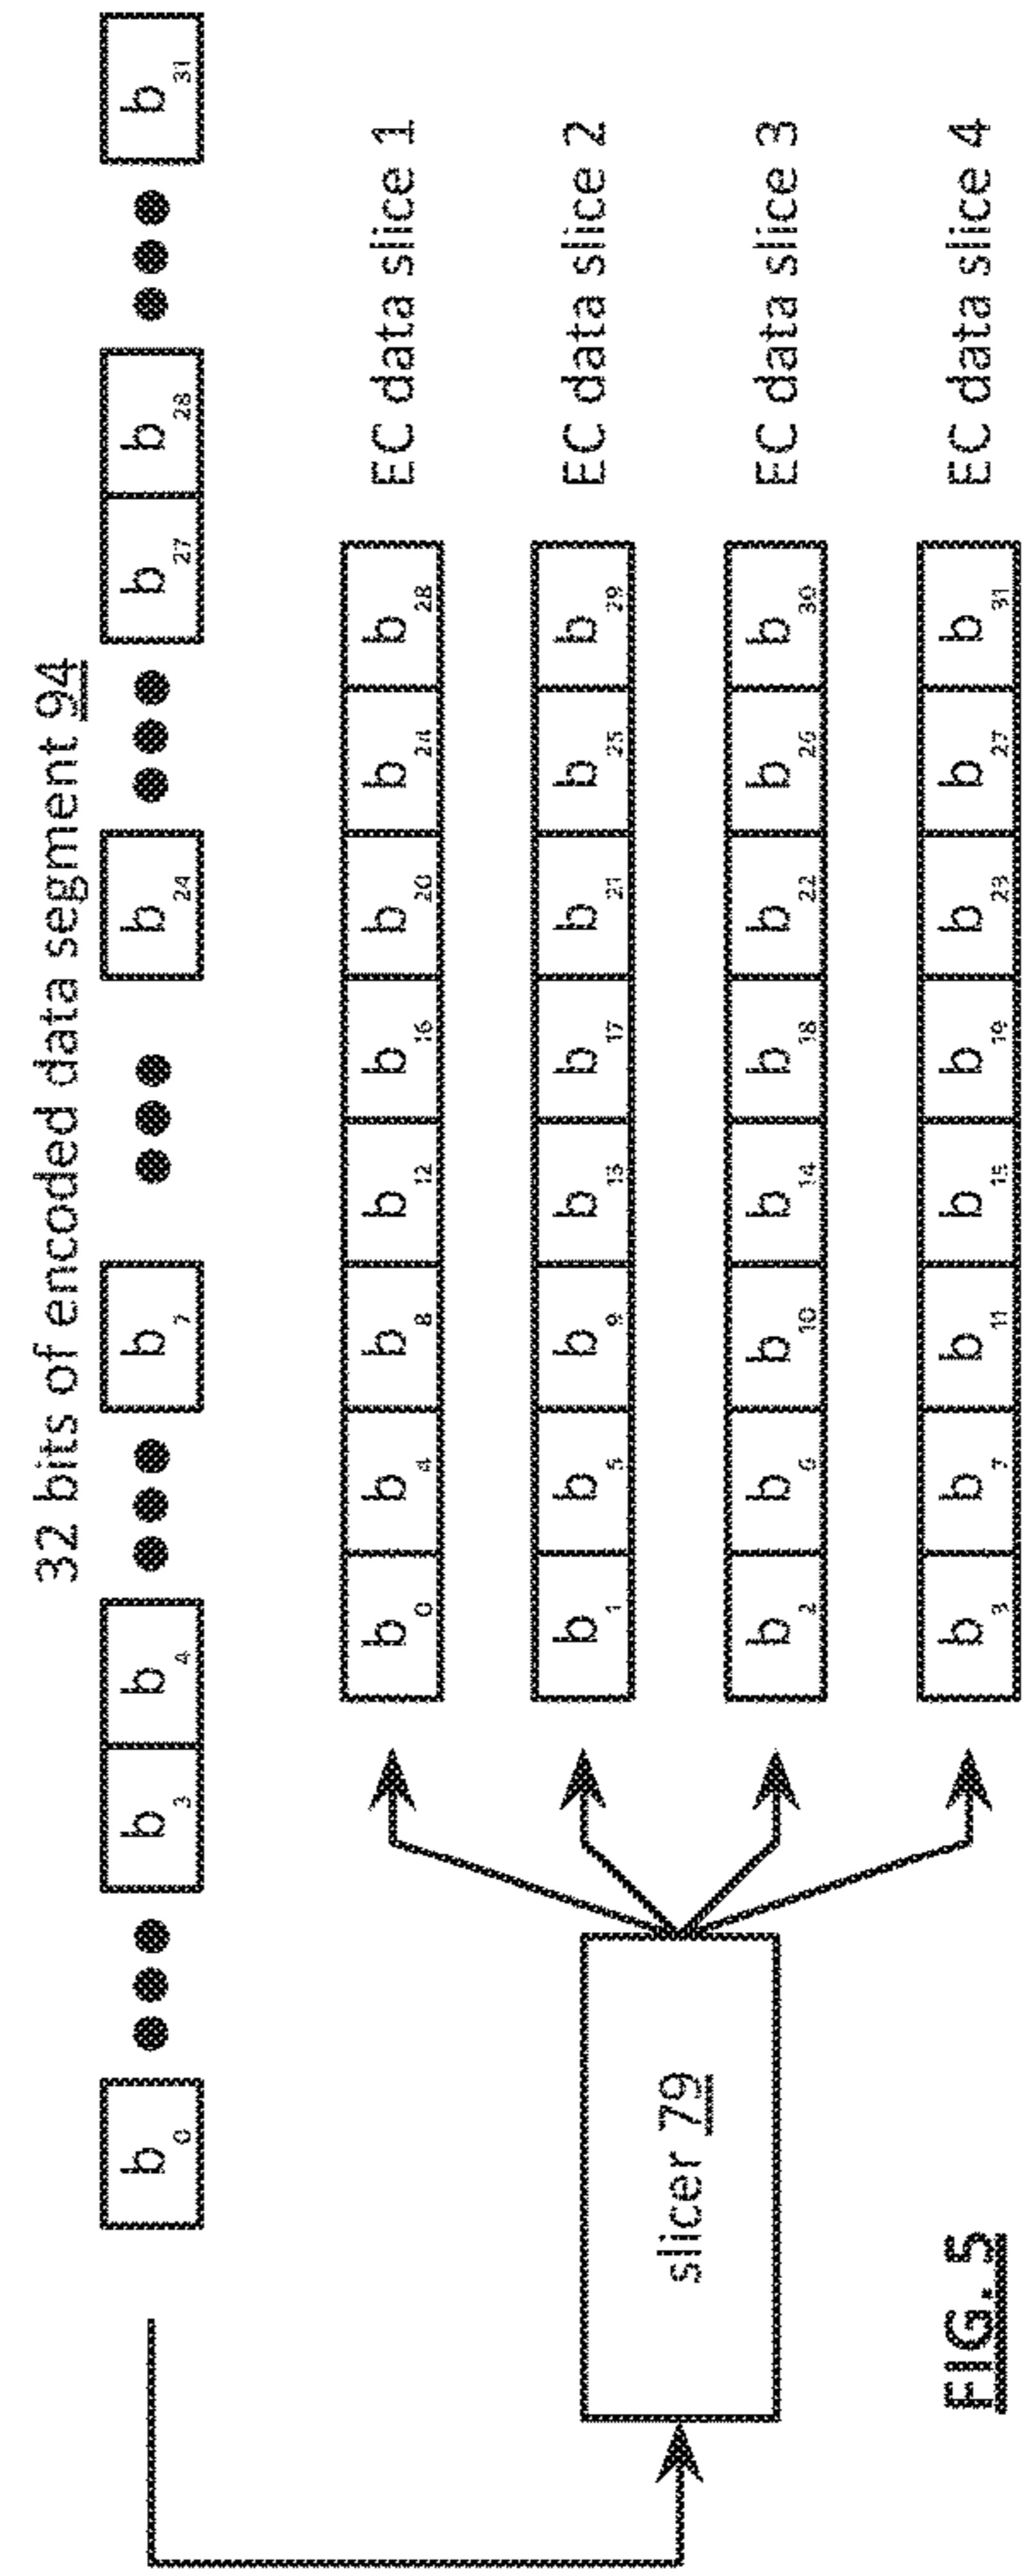 32 bits of encoded data segment 94
b0 b3 b4 b7 b24 b27 b28 b31
b0 b4 b8 b12 b16 b20 b24 b28 EC data slice 1
b1 b5 b9 b13 b17 b21 b25 b29 EC data slice 2
slicer 79
b2 b6 b10 b14 b18 b22 b26 b30 EC data slice 3
b3 b7 b11 b15 b19 b23 b27 b31 EC data slice 4
FIG. 5